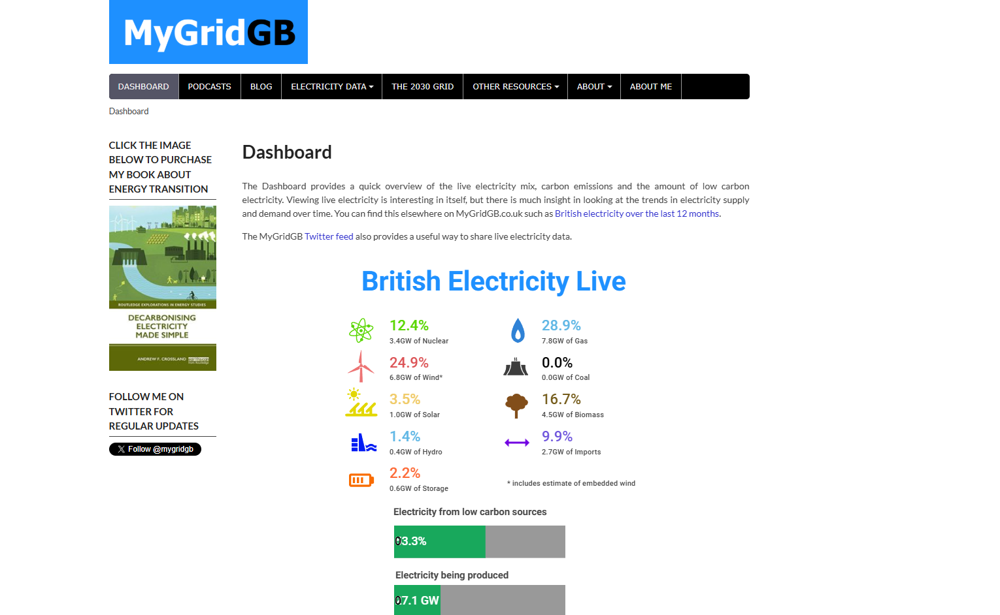 MyGridGB
DASHBOARD
PODCASTS
BLOG
ELECTRICITY DATA
THE 2030 GRID
OTHER RESOURCES
ABOUT
ABOUT ME
Dashboard
CLICK THE IMAGE
BELOW TO PURCHASE
MY BOOK ABOUT
ENERGY TRANSITION
ROUTLEDGE EXPLORATIONS IN ENERGY STUDIES
DECARBONISING
ELECTRICITY
MADE SIMPLE
ANDREW F. CROSSLAND
FOLLOW ME ON
TWITTER FOR
REGULAR UPDATES
Follow @mygridgb
Dashboard
The Dashboard provides a quick overview of the live electricity mix, carbon emissions and the amount of low carbon
electricity. Viewing live electricity is interesting in itself, but there is much insight in looking at the trends in electricity supply
and demand over time. You can find this elsewhere on MyGridGB.co.uk such as British electricity over the last 12 months.
The MyGridGB Twitter feed also provides a useful way to share live electricity data.
British Electricity Live
12.4%
3.4GW of Nuclear
28.9%
7.8GW of Gas
24.9%
6.8GW of Wind*
0.0%
0.0GW of Coal
3.5%
1.0GW of Solar
16.7%
4.5GW of Biomass
1.4%
0.4GW of Hydro
9.9%
2.7GW of Imports
2.2%
0.6GW of Storage
* includes estimate of embedded wind
Electricity from low carbon sources
3.3%
Electricity being produced
7.1 GW